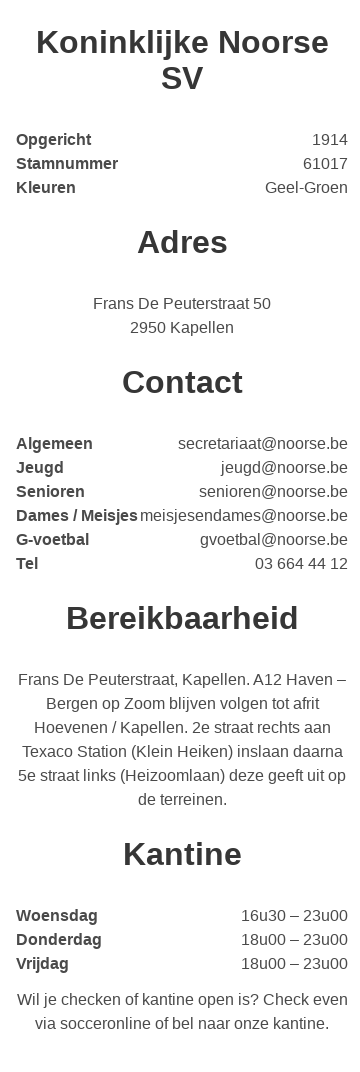 Koninklijke Noorse
SV
Opgericht 1914
Stamnummer 61017
Kleuren Geel-Groen
Adres
Frans De Peuterstraat 50
2950 Kapellen
Contact
Algemeen secretariaat@noorse.be
Jeugd jeugd@noorse.be
Senioren senioren@noorse.be
Dames / Meisjes meisjesendames@noorse.be
G-voetbal gvoetbal@noorse.be
Tel 03 664 44 12
Bereikbaarheid
Frans De Peuterstraat, Kapellen. A12 Haven –
Bergen op Zoom blijven volgen tot afrit
Hoevenen / Kapellen. 2e straat rechts aan
Texaco Station (Klein Heiken) inslaan daarna
5e straat links (Heizoomlaan) deze geeft uit op
de terreinen.
Kantine
Woensdag 16u30 – 23u00
Donderdag 18u00 – 23u00
Vrijdag 18u00 – 23u00
Wil je checken of kantine open is? Check even
via socceronline of bel naar onze kantine.